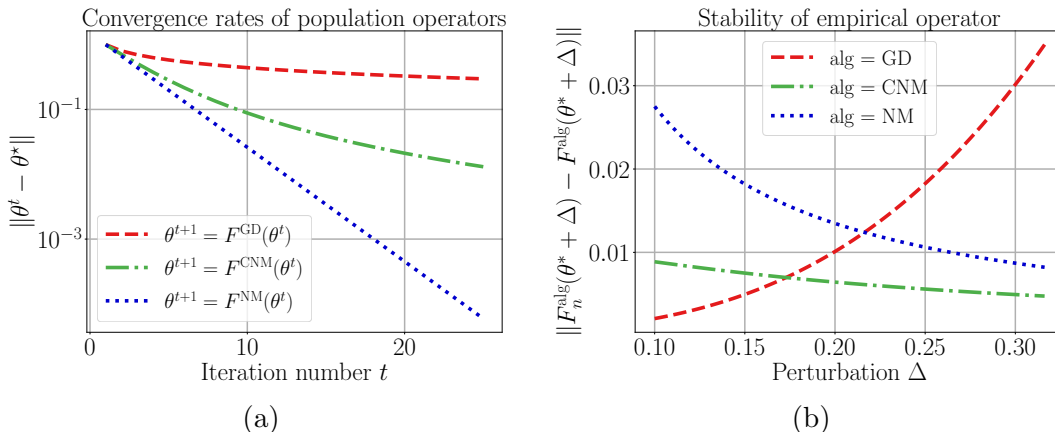 Convergence rates of population operators
‖θ^t − θ*‖
10^−1
10^−3
θ^{t+1} = F^GD(θ^t)
θ^{t+1} = F^CNM(θ^t)
θ^{t+1} = F^NM(θ^t)
0
10
20
Iteration number t
(a)
Stability of empirical operator
||F_n^alg(θ* + Δ) − F^alg(θ* + Δ)||
0.03
0.02
0.01
alg = GD
alg = CNM
alg = NM
0.10
0.15
0.20
0.25
0.30
Perturbation Δ
(b)